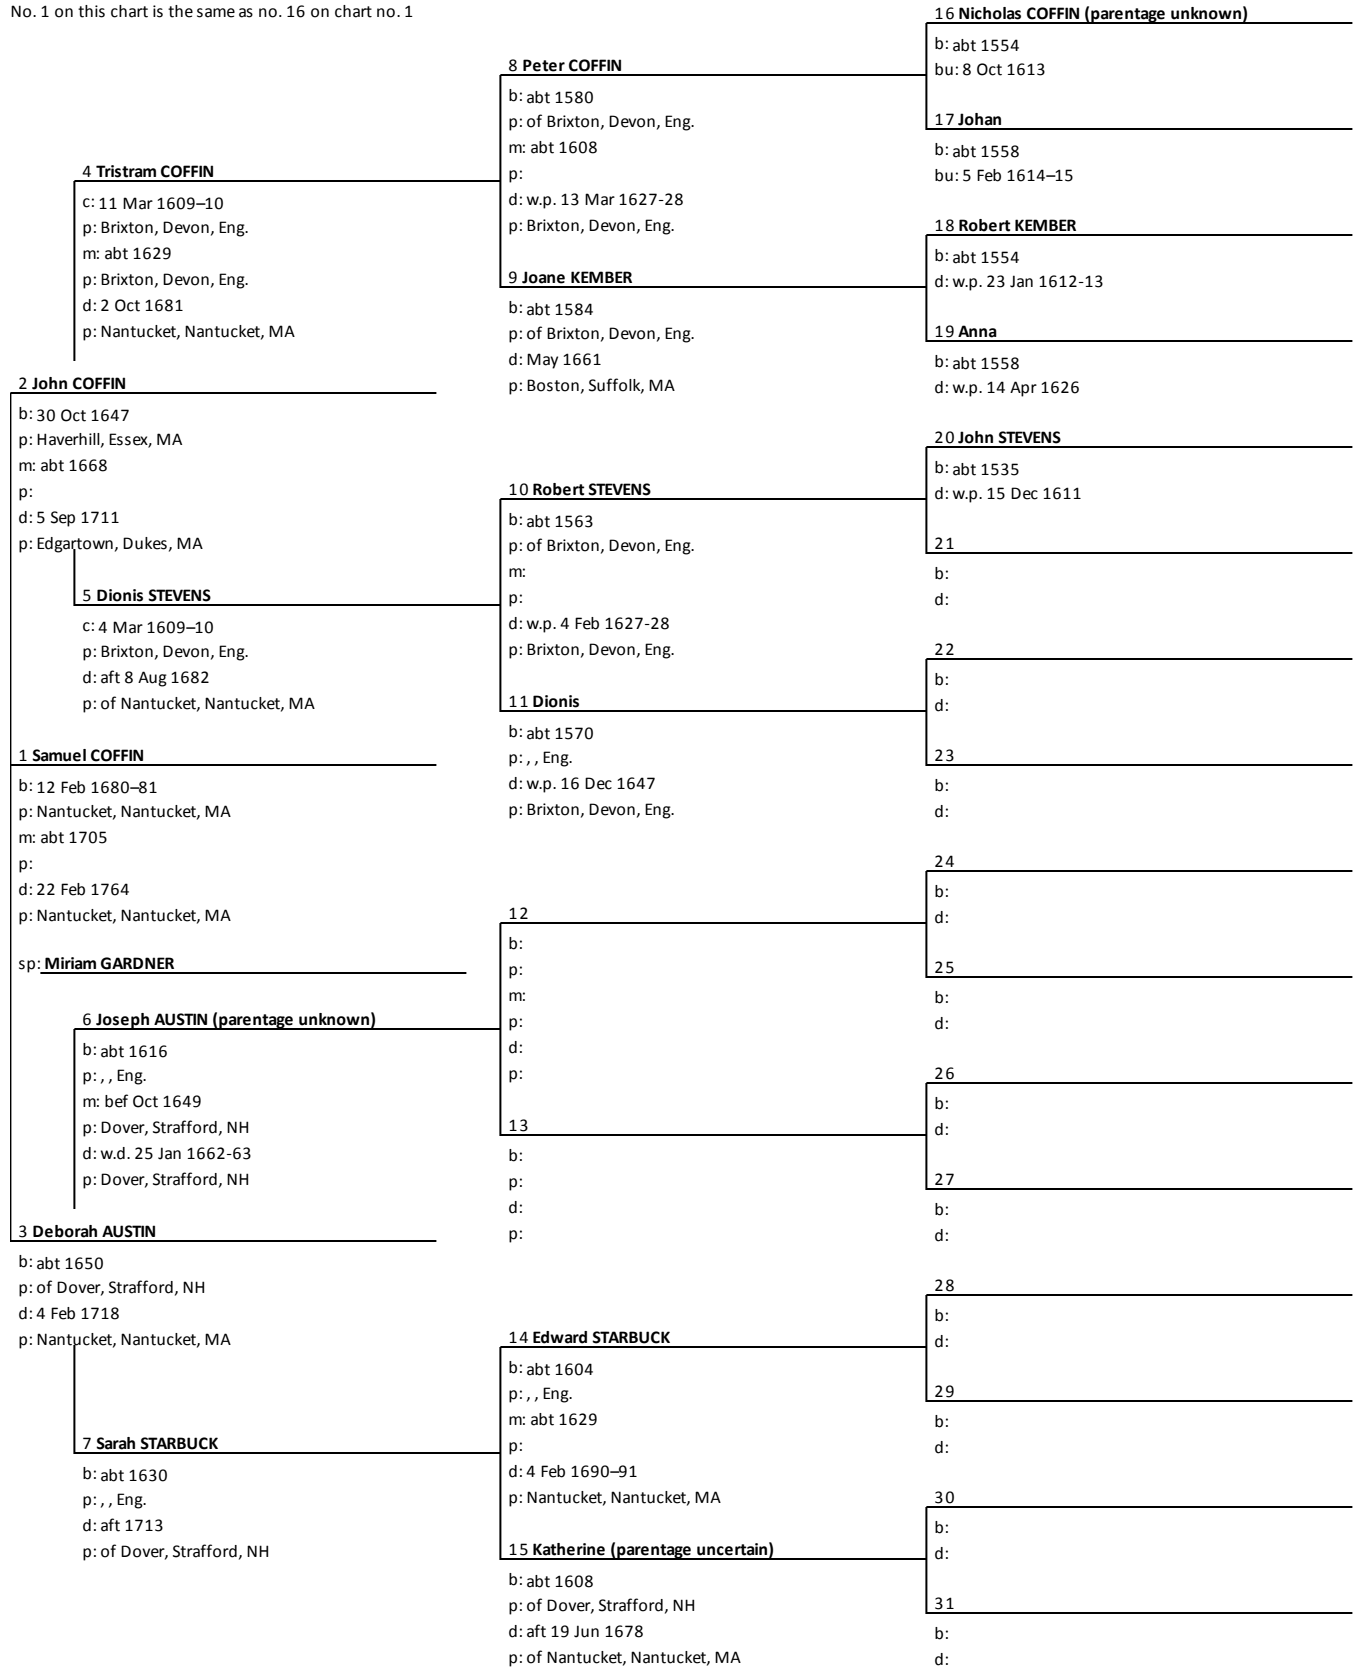 No. 1 on this chart is the same as no. 16 on chart no. 1
16 Nicholas COFFIN (parentage unknown)
b: abt 1554
bu: 8 Oct 1613
8 Peter COFFIN
b: abt 1580
p: of Brixton, Devon, Eng.
m: abt 1608
p:
d: w.p. 13 Mar 1627-28
p: Brixton, Devon, Eng.
17 Johan
b: abt 1558
bu: 5 Feb 1614–15
4 Tristram COFFIN
c: 11 Mar 1609–10
p: Brixton, Devon, Eng.
m: abt 1629
p: Brixton, Devon, Eng.
d: 2 Oct 1681
p: Nantucket, Nantucket, MA
18 Robert KEMBER
b: abt 1554
d: w.p. 23 Jan 1612-13
9 Joane KEMBER
b: abt 1584
p: of Brixton, Devon, Eng.
d: May 1661
p: Boston, Suffolk, MA
19 Anna
b: abt 1558
d: w.p. 14 Apr 1626
2 John COFFIN
b: 30 Oct 1647
p: Haverhill, Essex, MA
m: abt 1668
p:
d: 5 Sep 1711
p: Edgartown, Dukes, MA
20 John STEVENS
b: abt 1535
d: w.p. 15 Dec 1611
10 Robert STEVENS
b: abt 1563
p: of Brixton, Devon, Eng.
m:
p:
d: w.p. 4 Feb 1627-28
p: Brixton, Devon, Eng.
21
b:
d:
5 Dionis STEVENS
c: 4 Mar 1609–10
p: Brixton, Devon, Eng.
d: aft 8 Aug 1682
p: of Nantucket, Nantucket, MA
22
b:
d:
11 Dionis
b: abt 1570
p: , , Eng.
d: w.p. 16 Dec 1647
p: Brixton, Devon, Eng.
23
b:
d:
1 Samuel COFFIN
b: 12 Feb 1680–81
p: Nantucket, Nantucket, MA
m: abt 1705
p:
d: 22 Feb 1764
p: Nantucket, Nantucket, MA
sp: Miriam GARDNER
24
b:
d:
12
b:
p:
m:
p:
d:
p:
25
b:
d:
6 Joseph AUSTIN (parentage unknown)
b: abt 1616
p: , , Eng.
m: bef Oct 1649
p: Dover, Strafford, NH
d: w.d. 25 Jan 1662-63
p: Dover, Strafford, NH
26
b:
d:
13
b:
p:
d:
p:
27
b:
d:
3 Deborah AUSTIN
b: abt 1650
p: of Dover, Strafford, NH
d: 4 Feb 1718
p: Nantucket, Nantucket, MA
28
b:
d:
14 Edward STARBUCK
b: abt 1604
p: , , Eng.
m: abt 1629
p:
d: 4 Feb 1690–91
p: Nantucket, Nantucket, MA
29
b:
d:
7 Sarah STARBUCK
b: abt 1630
p: , , Eng.
d: aft 1713
p: of Dover, Strafford, NH
30
b:
d:
15 Katherine (parentage uncertain)
b: abt 1608
p: of Dover, Strafford, NH
d: aft 19 Jun 1678
p: of Nantucket, Nantucket, MA
31
b:
d: